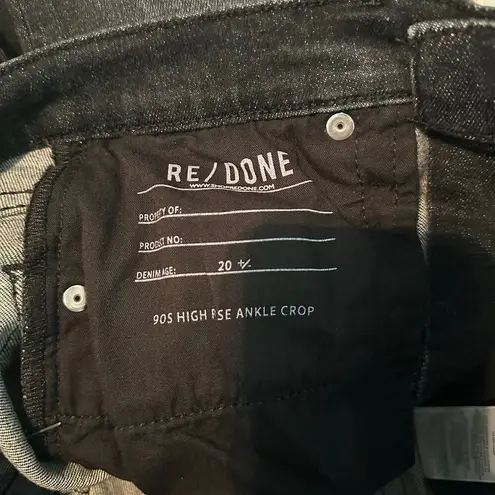 RE/DONE
WWW.SHOPREDONE.COM
PROPERTY OF:
PRODUCT NO:
DENIM AGE: 20 +/-
90S HIGH RISE ANKLE CROP